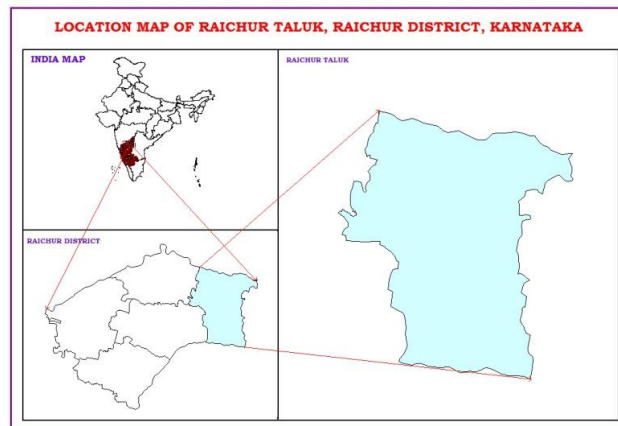 LOCATION MAP OF RAICHUR TALUK, RAICHUR DISTRICT, KARNATAKA
INDIA MAP
RAICHUR TALUK
RAICHUR DISTRICT